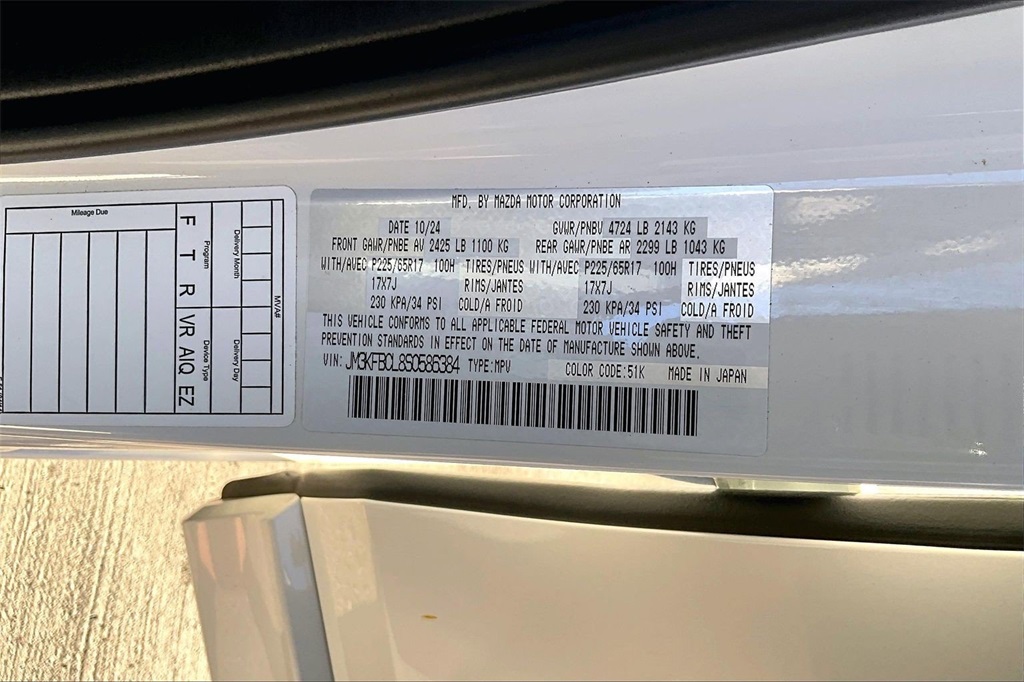 MFD. BY MAZDA MOTOR CORPORATION
DATE 10/24 GVWR/PNBV 4724 LB 2143 KG
FRONT GAWR/PNBE AV 2425 LB 1100 KG REAR GAWR/PNBE AR 2299 LB 1043 KG
WITH/AVEC P225/65R17 100H TIRES/PNEUS WITH/AVEC P225/65R17 100H TIRES/PNEUS
17X7J RIMS/JANTES 17X7J RIMS/JANTES
230 KPA/34 PSI COLD/A FROID 230 KPA/34 PSI COLD/A FROID
THIS VEHICLE CONFORMS TO ALL APPLICABLE FEDERAL MOTOR VEHICLE SAFETY AND THEFT
PREVENTION STANDARDS IN EFFECT ON THE DATE OF MANUFACTURE SHOWN ABOVE.
VIN: JM3KFBCL8S0586384 TYPE:MPV COLOR CODE:51K MADE IN JAPAN
Mileage Due
MVA#
Delivery Month Delivery Day
Program Device Type
F T R VR AIQ EZ